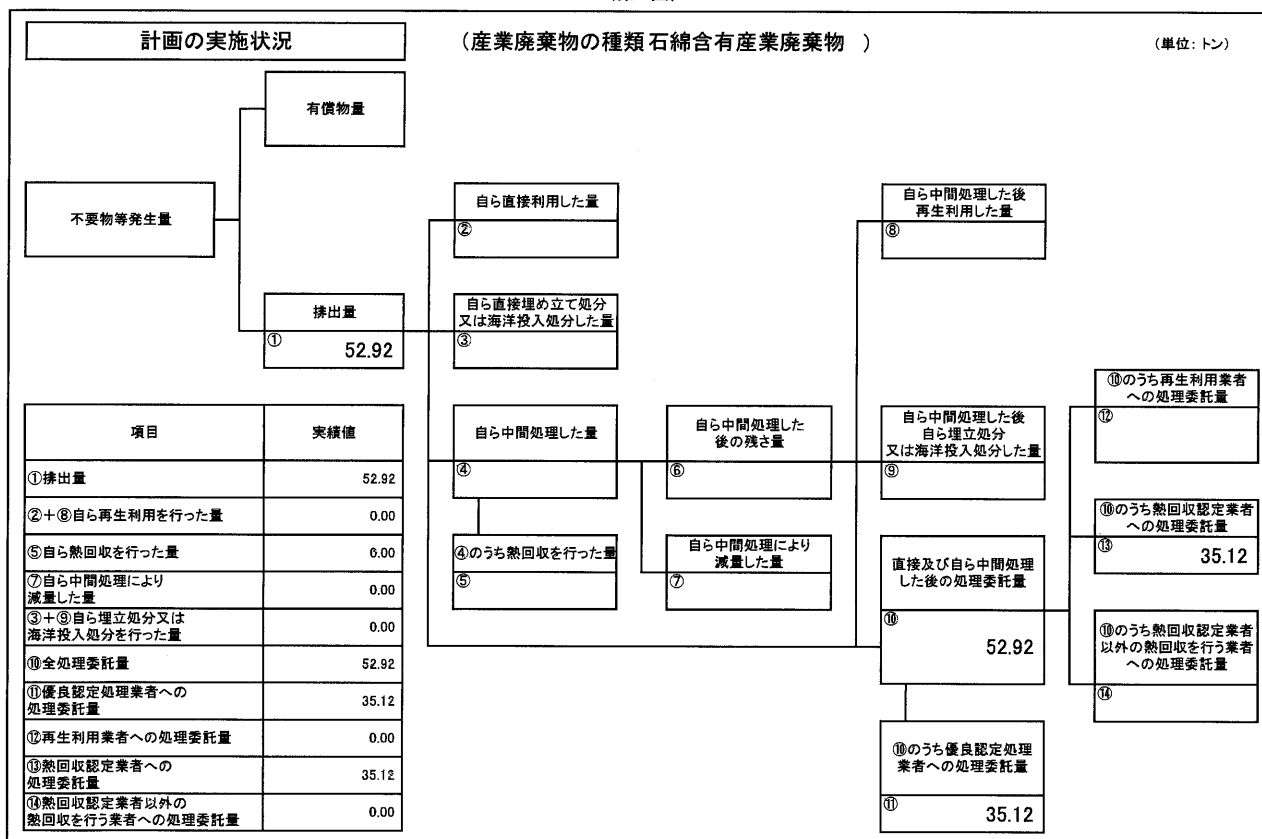 計画の実施状況
(産業廃棄物の種類 石綿含有産業廃棄物 )
(単位:トン)
有償物量
不要物等発生量
排出量
①
52.92
自ら直接利用した量
②
自ら直接埋め立て処分
又は海洋投入処分した量
③
自ら中間処理した量
④
④のうち熱回収を行った量
⑤
自ら中間処理した
後の残さ量
⑥
自ら中間処理により
減量した量
⑦
自ら中間処理した後
再生利用した量
⑧
自ら中間処理した後
自ら埋立処分
又は海洋投入処分した量
⑨
直接及び自ら中間処理
した後の処理委託量
⑩
52.92
⑩のうち優良認定処理
業者への処理委託量
⑪
35.12
⑩のうち再生利用業者
への処理委託量
⑫
⑩のうち熱回収認定業者
への処理委託量
⑬
35.12
⑩のうち熱回収認定業者
以外の熱回収を行う業者
への処理委託量
⑭
項目 実績値
①排出量 52.92
②+⑧自ら再生利用を行った量 0.00
⑤自ら熱回収を行った量 0.00
⑦自ら中間処理により
減量した量 0.00
③+⑨自ら埋立処分又は
海洋投入処分を行った量 0.00
⑩全処理委託量 52.92
⑪優良認定処理業者への
処理委託量 35.12
⑫再生利用業者への処理委託量 0.00
⑬熱回収認定業者への
処理委託量 35.12
⑭熱回収認定業者以外の
熱回収を行う業者への処理委託量 0.00